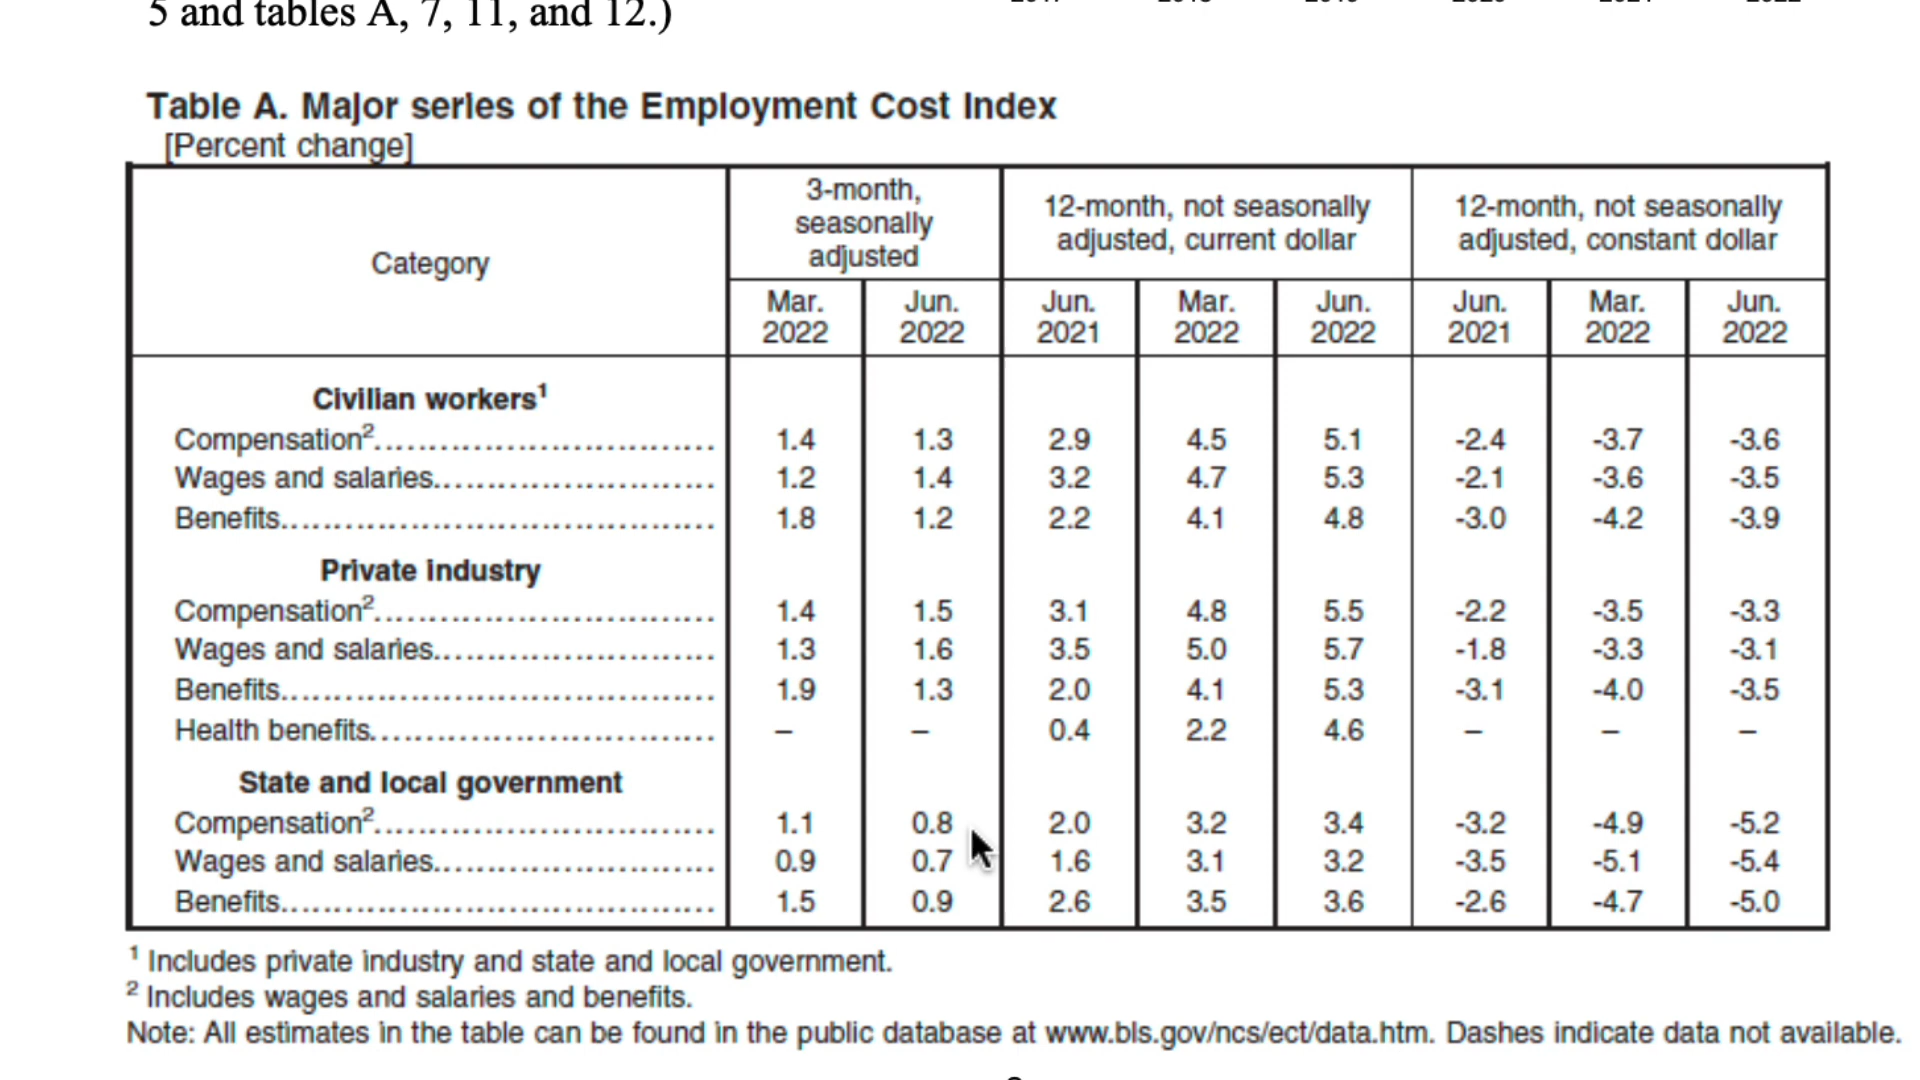 5 and tables A, 7, 11, and 12.)
Table A. Major series of the Employment Cost Index
[Percent change]
Category
3-month,
seasonally
adjusted
12-month, not seasonally
adjusted, current dollar
12-month, not seasonally
adjusted, constant dollar
Mar. 2022 Jun. 2022 Jun. 2021 Mar. 2022 Jun. 2022 Jun. 2021 Mar. 2022 Jun. 2022
Civilian workers¹
Compensation².............................. 1.4 1.3 2.9 4.5 5.1 -2.4 -3.7 -3.6
Wages and salaries........................ 1.2 1.4 3.2 4.7 5.3 -2.1 -3.6 -3.5
Benefits...................................... 1.8 1.2 2.2 4.1 4.8 -3.0 -4.2 -3.9
Private industry
Compensation².............................. 1.4 1.5 3.1 4.8 5.5 -2.2 -3.5 -3.3
Wages and salaries........................ 1.3 1.6 3.5 5.0 5.7 -1.8 -3.3 -3.1
Benefits...................................... 1.9 1.3 2.0 4.1 5.3 -3.1 -4.0 -3.5
Health benefits.............................. – – 0.4 2.2 4.6 – – –
State and local government
Compensation².............................. 1.1 0.8 2.0 3.2 3.4 -3.2 -4.9 -5.2
Wages and salaries........................ 0.9 0.7 1.6 3.1 3.2 -3.5 -5.1 -5.4
Benefits...................................... 1.5 0.9 2.6 3.5 3.6 -2.6 -4.7 -5.0
¹ Includes private industry and state and local government.
² Includes wages and salaries and benefits.
Note: All estimates in the table can be found in the public database at www.bls.gov/ncs/ect/data.htm. Dashes indicate data not available.